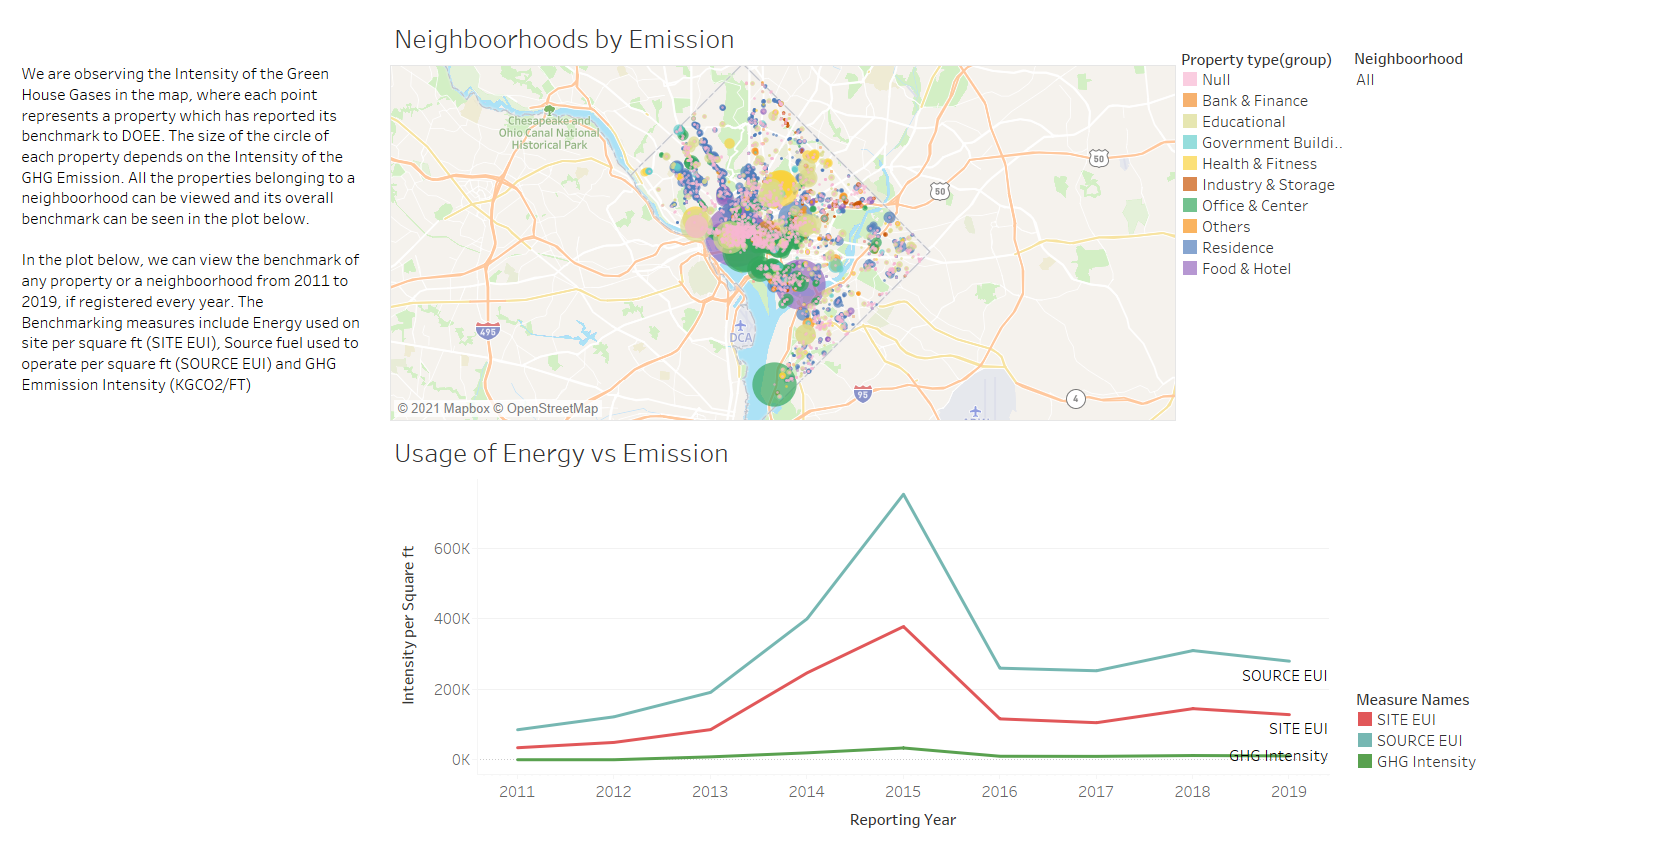 Neighboorhoods by Emission
We are observing the Intensity of the Green
House Gases in the map, where each point
represents a property which has reported its
benchmark to DOEE. The size of the circle of
each property depends on the Intensity of the
GHG Emission. All the properties belonging to a
neighboorhood can be viewed and its overall
benchmark can be seen in the plot below.
In the plot below, we can view the benchmark of
any property or a neighboorhood from 2011 to
2019, if registered every year. The
Benchmarking measures include Energy used on
site per square ft (SITE EUI), Source fuel used to
operate per square ft (SOURCE EUI) and GHG
Emmission Intensity (KGCO2/FT)
Chesapeake and
Ohio Canal National
Historical Park
50
50
495
DCA
95
4
© 2021 Mapbox © OpenStreetMap
Property type(group)
Null
Bank & Finance
Educational
Government Buildi..
Health & Fitness
Industry & Storage
Office & Center
Others
Residence
Food & Hotel
Neighboorhood
All
Usage of Energy vs Emission
Intensity per Square ft
600K
400K
200K
0K
SOURCE EUI
SITE EUI
GHG Intensity
2011 2012 2013 2014 2015 2016 2017 2018 2019
Reporting Year
Measure Names
SITE EUI
SOURCE EUI
GHG Intensity